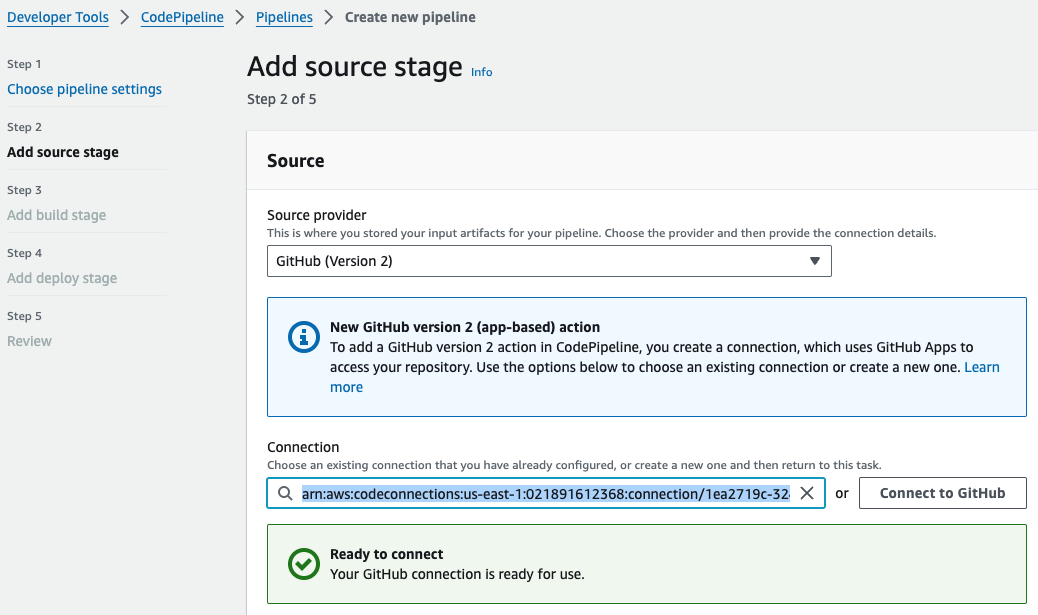 Developer Tools > CodePipeline > Pipelines > Create new pipeline
Step 1
Choose pipeline settings
Step 2
Add source stage
Step 3
Add build stage
Step 4
Add deploy stage
Step 5
Review
Add source stage Info
Step 2 of 5
Source
Source provider
This is where you stored your input artifacts for your pipeline. Choose the provider and then provide the connection details.
GitHub (Version 2)
New GitHub version 2 (app-based) action
To add a GitHub version 2 action in CodePipeline, you create a connection, which uses GitHub Apps to
access your repository. Use the options below to choose an existing connection or create a new one. Learn
more
Connection
Choose an existing connection that you have already configured, or create a new one and then return to this task.
arn:aws:codeconnections:us-east-1:021891612368:connection/1ea2719c-32 or Connect to GitHub
Ready to connect
Your GitHub connection is ready for use.